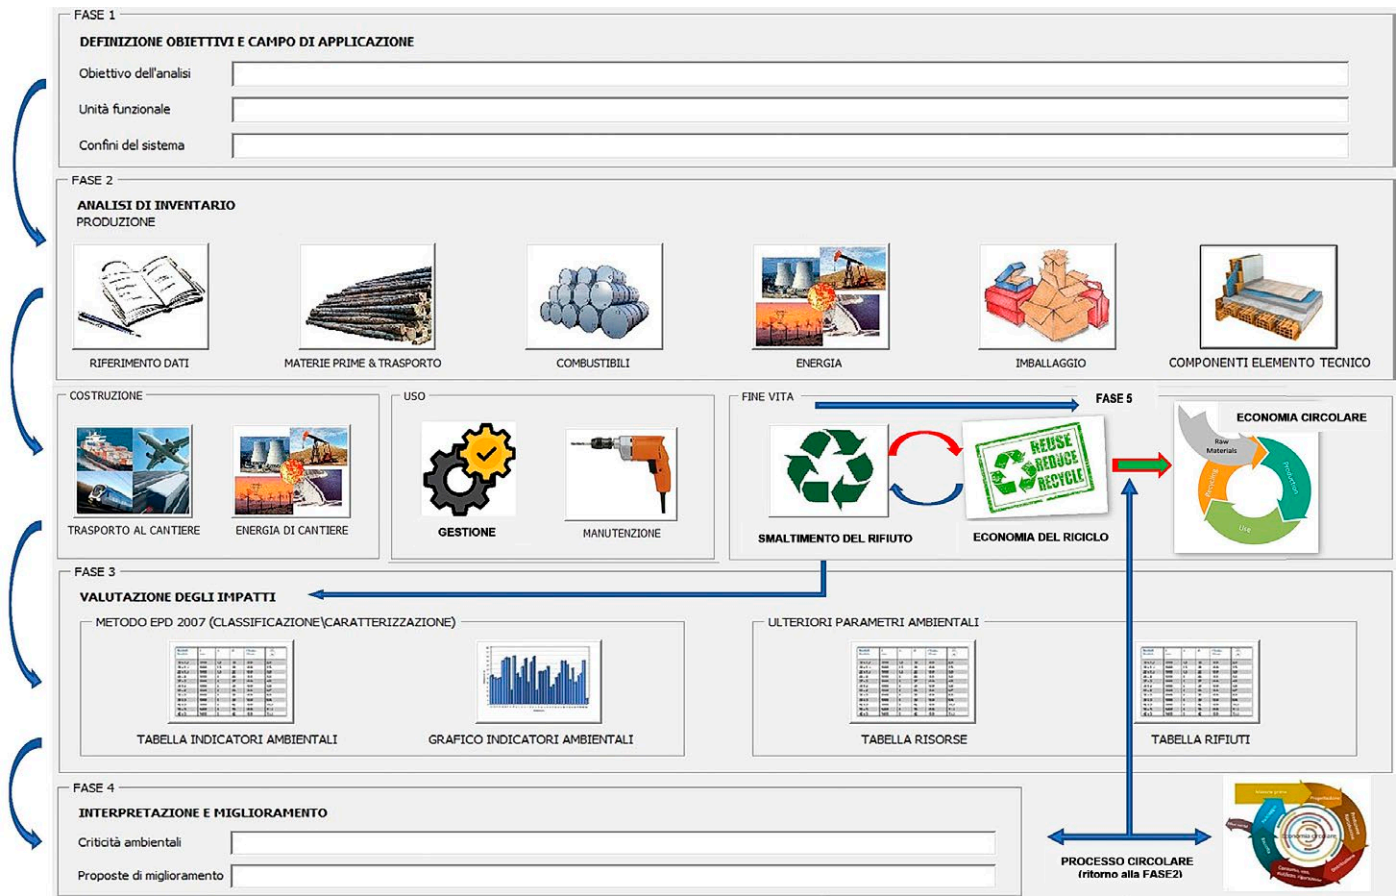 FASE 1
DEFINIZIONE OBIETTIVI E CAMPO DI APPLICAZIONE
Obiettivo dell'analisi
Unità funzionale
Confini del sistema
FASE 2
ANALISI DI INVENTARIO
PRODUZIONE
RIFERIMENTO DATI
MATERIE PRIME & TRASPORTO
COMBUSTIBILI
ENERGIA
IMBALLAGGIO
COMPONENTI ELEMENTO TECNICO
COSTRUZIONE
TRASPORTO AL CANTIERE
ENERGIA DI CANTIERE
USO
GESTIONE
MANUTENZIONE
FINE VITA
FASE 5
SMALTIMENTO DEL RIFIUTO
REUSE
REDUCE
RECYCLE
ECONOMIA DEL RICICLO
ECONOMIA CIRCOLARE
Raw
Materials
Production
Use
Recycling
FASE 3
VALUTAZIONE DEGLI IMPATTI
METODO EPD 2007 (CLASSIFICAZIONE\CARATTERIZZAZIONE)
TABELLA INDICATORI AMBIENTALI
GRAFICO INDICATORI AMBIENTALI
ULTERIORI PARAMETRI AMBIENTALI
TABELLA RISORSE
TABELLA RIFIUTI
FASE 4
INTERPRETAZIONE E MIGLIORAMENTO
Criticità ambientali
Proposte di miglioramento
PROCESSO CIRCOLARE
(ritorno alla FASE2)
Economia circolare